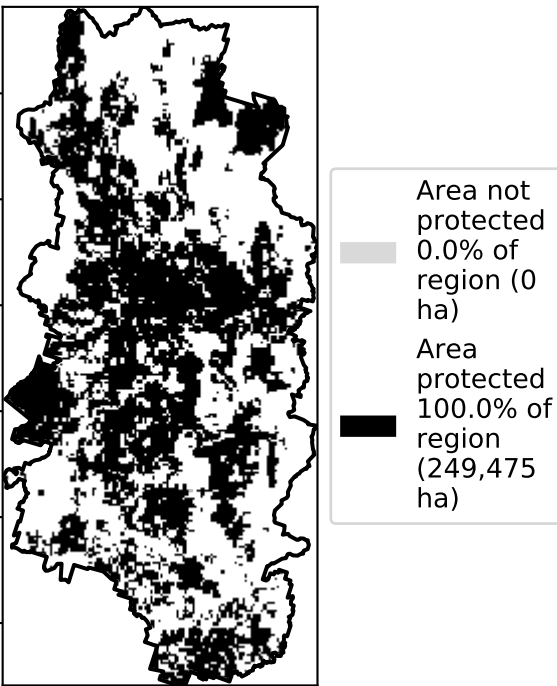 Area not
protected
0.0% of
region (0
ha)
Area
protected
100.0% of
region
(249,475
ha)